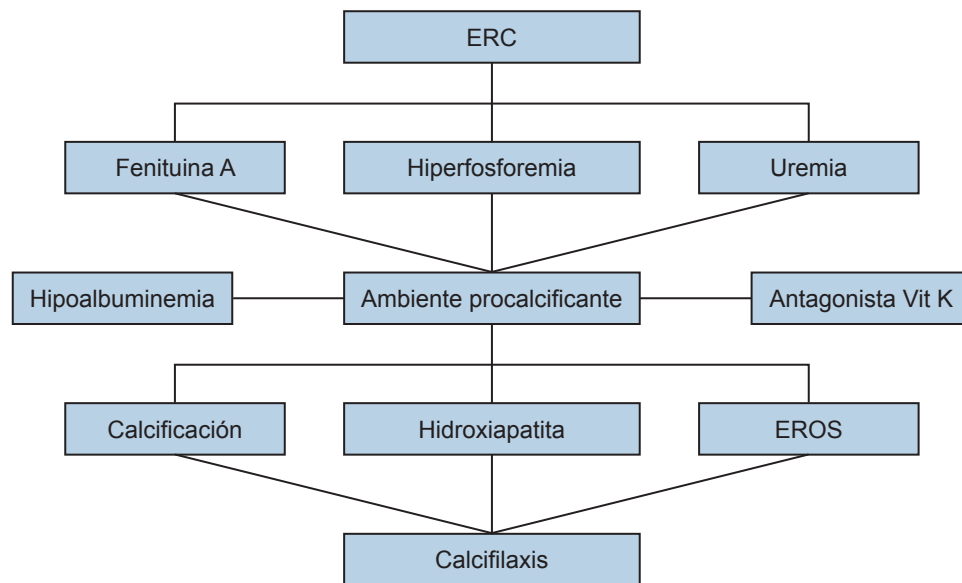 ERC
Fenituina A
Hiperfosforemia
Uremia
Hipoalbuminemia
Ambiente procalcificante
Antagonista Vit K
Calcificación
Hidroxiapatita
EROS
Calcifilaxis